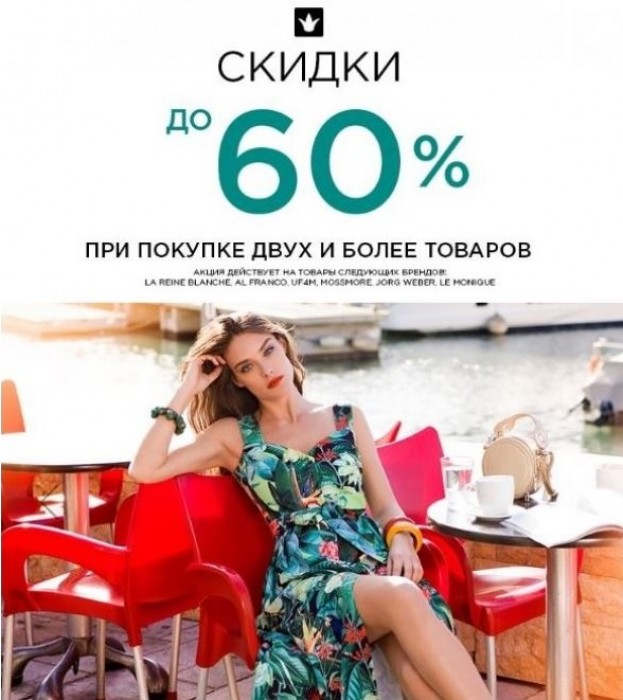 СКИДКИ
ДО 60%
ПРИ ПОКУПКЕ ДВУХ И БОЛЕЕ ТОВАРОВ
АКЦИЯ ДЕЙСТВУЕТ НА ТОВАРЫ СЛЕДУЮЩИХ БРЕНДОВ:
LA REINE BLANCHE, AL FRANCO, UF4M, MOSSMORE, JORG WEBER, LE MONIQUE